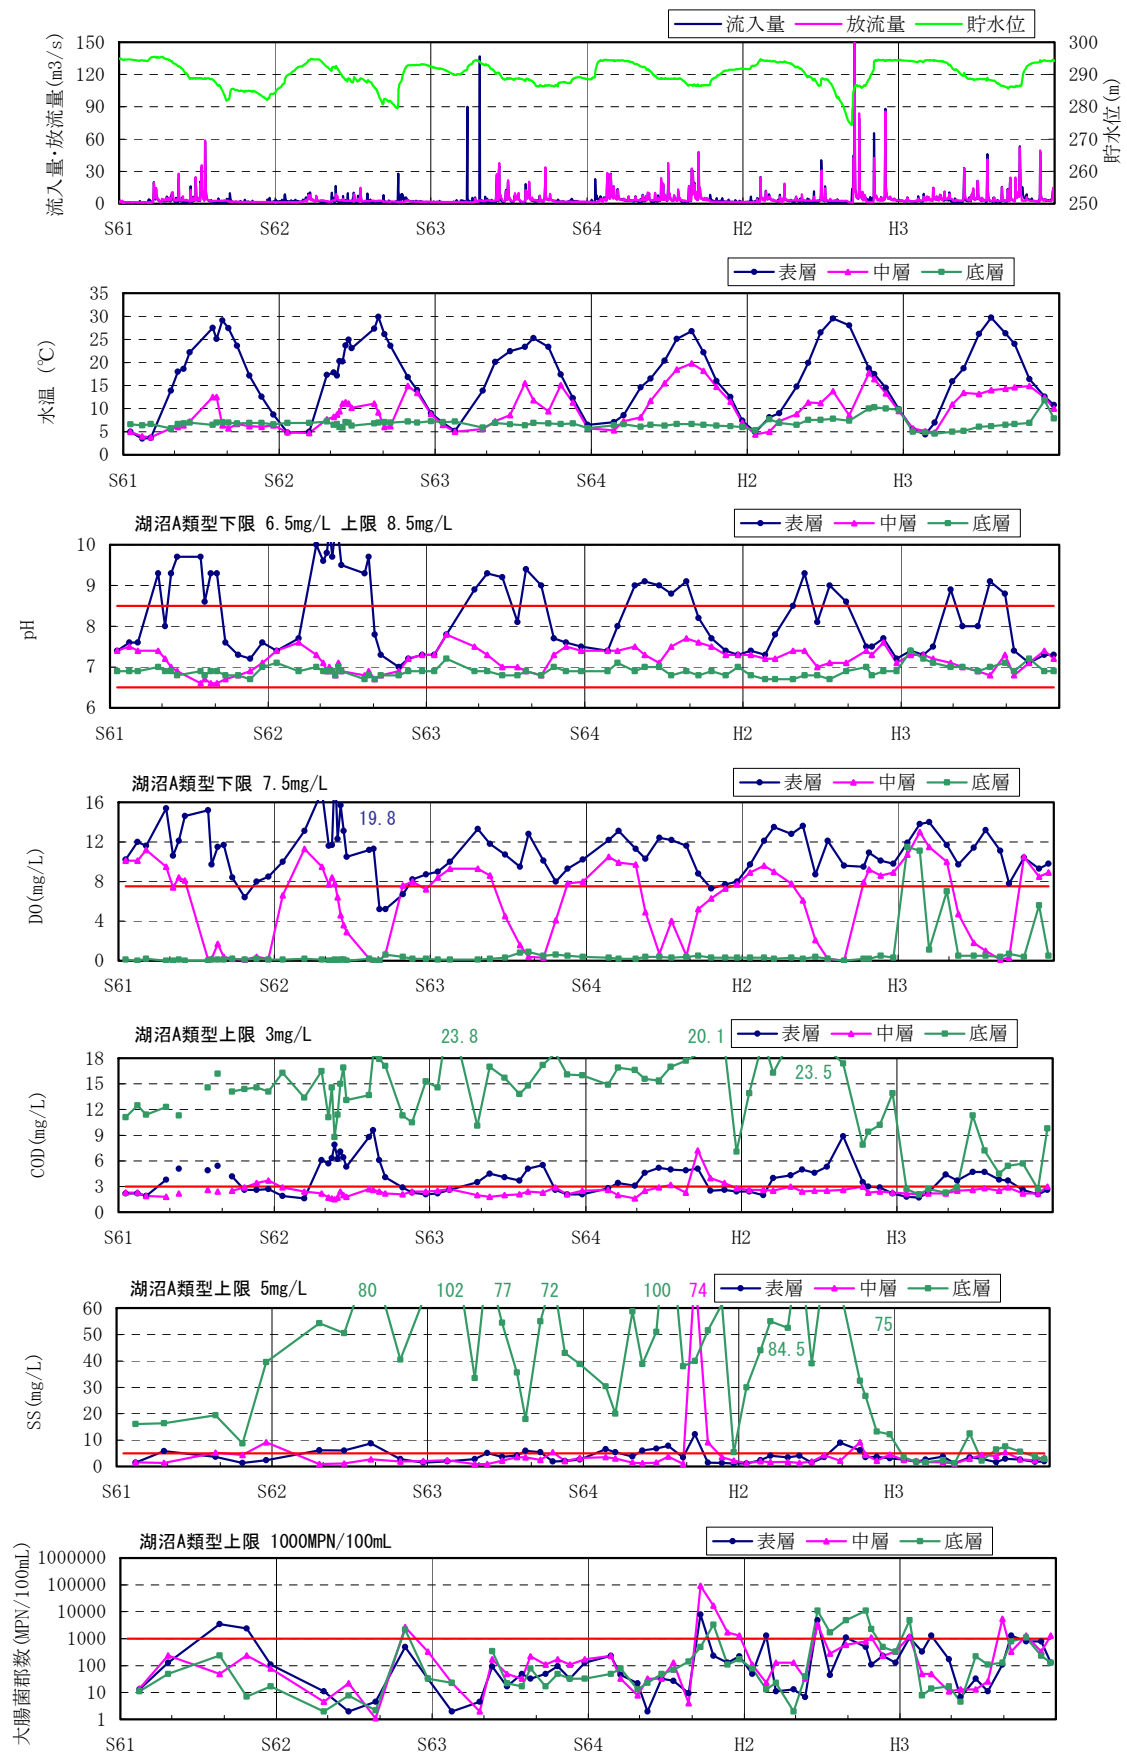 流入量 放流量 貯水位
流入量・放流量(m3/s)
150
120
90
60
30
0
300
290
280
270
260
250
貯水位(m)
S61 S62 S63 S64 H2 H3
表層 中層 底層
水温 (℃)
35
30
25
20
15
10
5
0
S61 S62 S63 S64 H2 H3
湖沼A類型下限 6.5mg/L 上限 8.5mg/L
表層 中層 底層
pH
10
9
8
7
6
S61 S62 S63 S64 H2 H3
湖沼A類型下限 7.5mg/L
表層 中層 底層
DO(mg/L)
16
12
8
4
0
19.8
S61 S62 S63 S64 H2 H3
湖沼A類型上限 3mg/L
23.8
20.1
表層 中層 底層
COD(mg/L)
18
15
12
9
6
3
0
23.5
S61 S62 S63 S64 H2 H3
湖沼A類型上限 5mg/L
80 102 77 72 100 74
表層 中層 底層
SS(mg/L)
60
50
40
30
20
10
0
75
84.5
S61 S62 S63 S64 H2 H3
湖沼A類型上限 1000MPN/100mL
表層 中層 底層
大腸菌郡数(MPN/100mL)
1000000
100000
10000
1000
100
10
1
S61 S62 S63 S64 H2 H3